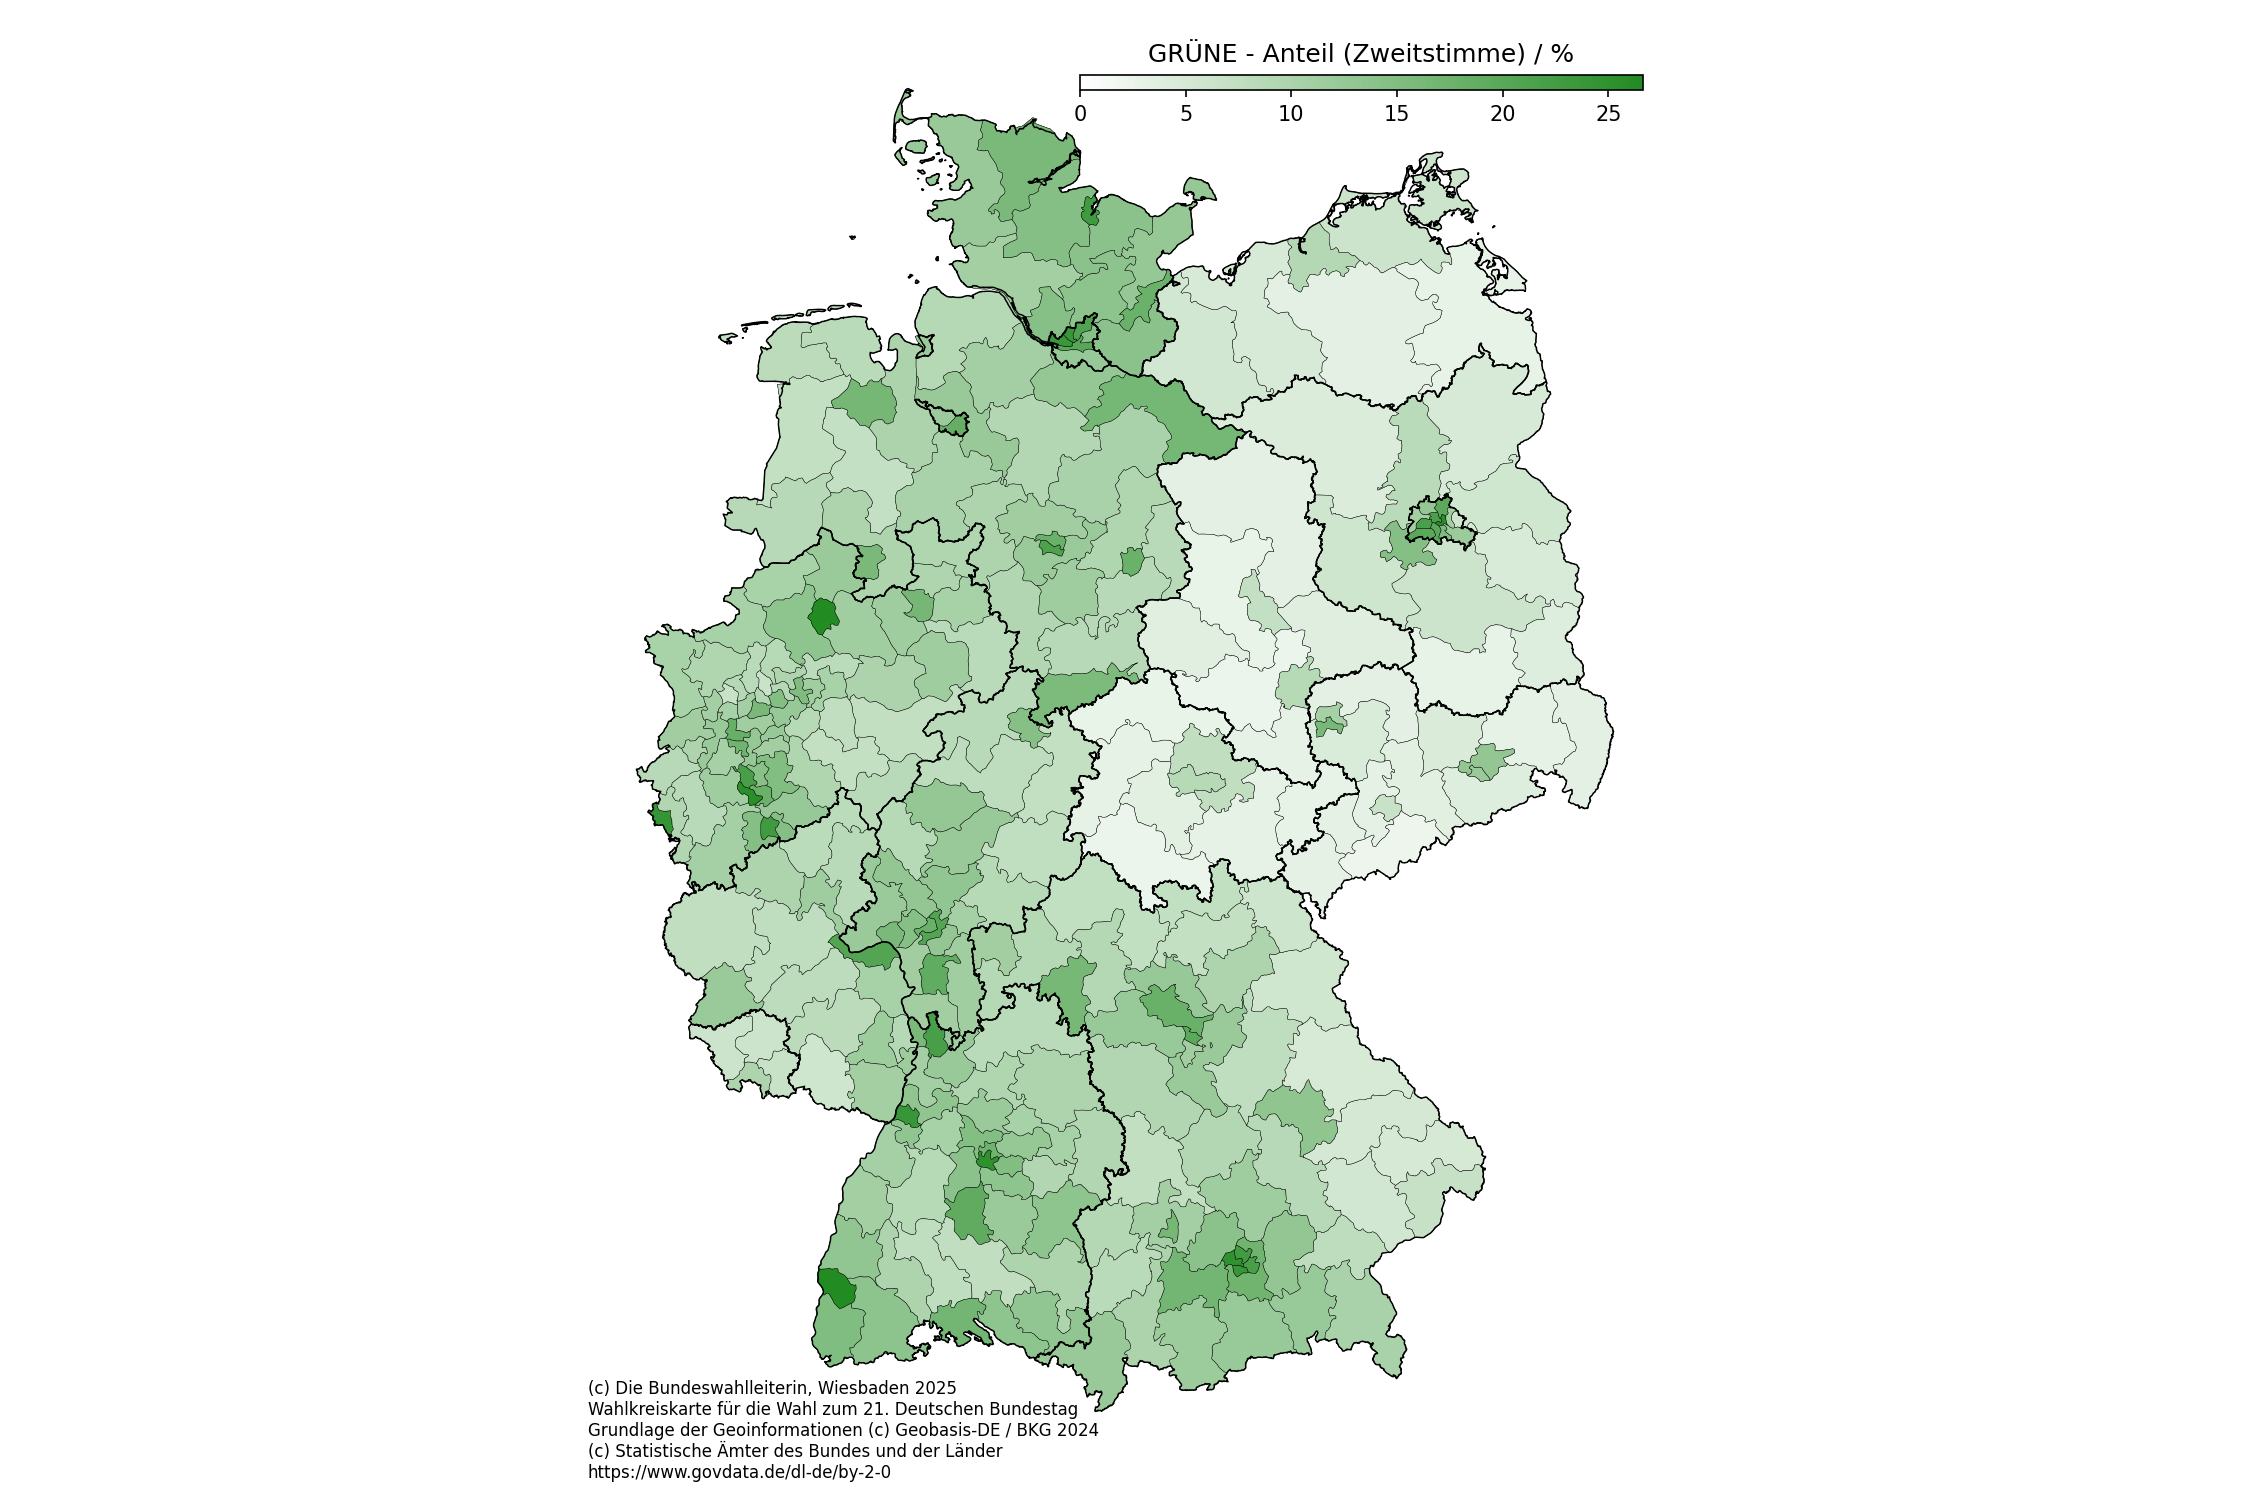 GRÜNE - Anteil (Zweitstimme) / %
0 5 10 15 20 25
(c) Die Bundeswahlleiterin, Wiesbaden 2025
Wahlkreiskarte für die Wahl zum 21. Deutschen Bundestag
Grundlage der Geoinformationen (c) Geobasis-DE / BKG 2024
(c) Statistische Ämter des Bundes und der Länder
https://www.govdata.de/dl-de/by-2-0